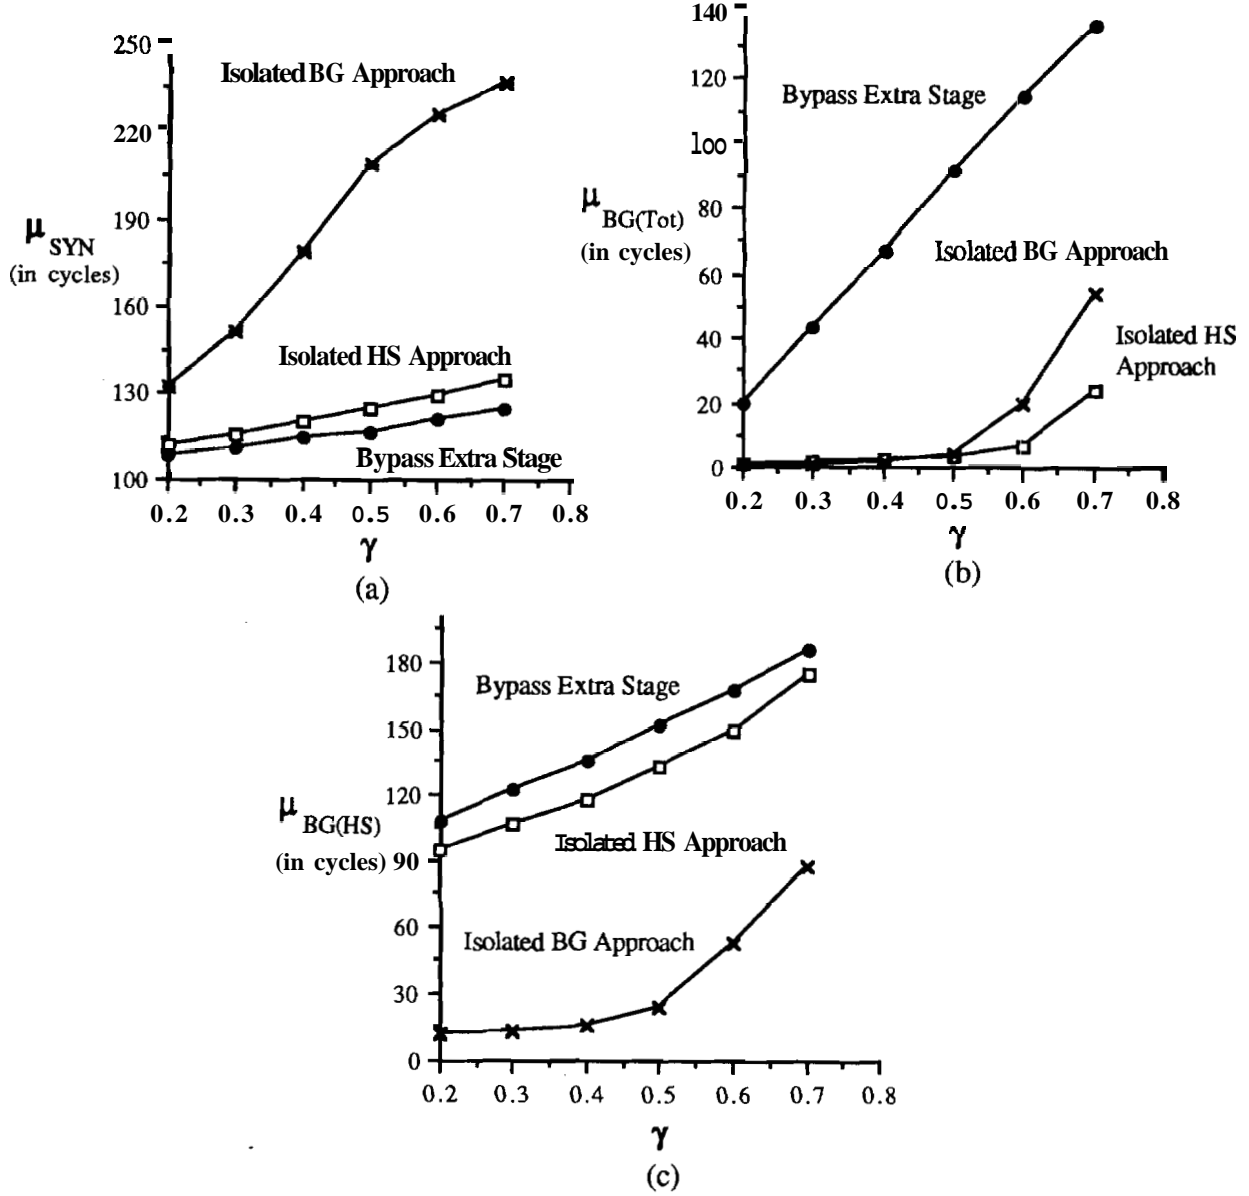 250
Isolated BG Approach
220
190
μ SYN
(in cycles)
160
Isolated HS Approach
130
Bypass Extra Stage
100
0.2 0.3 0.4 0.5 0.6 0.7 0.8
γ
(a)
140
120
Bypass Extra Stage
100
μ BG(Tot)
(in cycles)
80
Isolated BG Approach
60
40
Isolated HS
Approach
20
0
0.2 0.3 0.4 0.5 0.6 0.7 0.8
γ
(b)
180
Bypass Extra Stage
150
120
μ BG(HS)
(in cycles)
Isolated HS Approach
90
60
Isolated BG Approach
30
0
0.2 0.3 0.4 0.5 0.6 0.7 0.8
γ
(c)